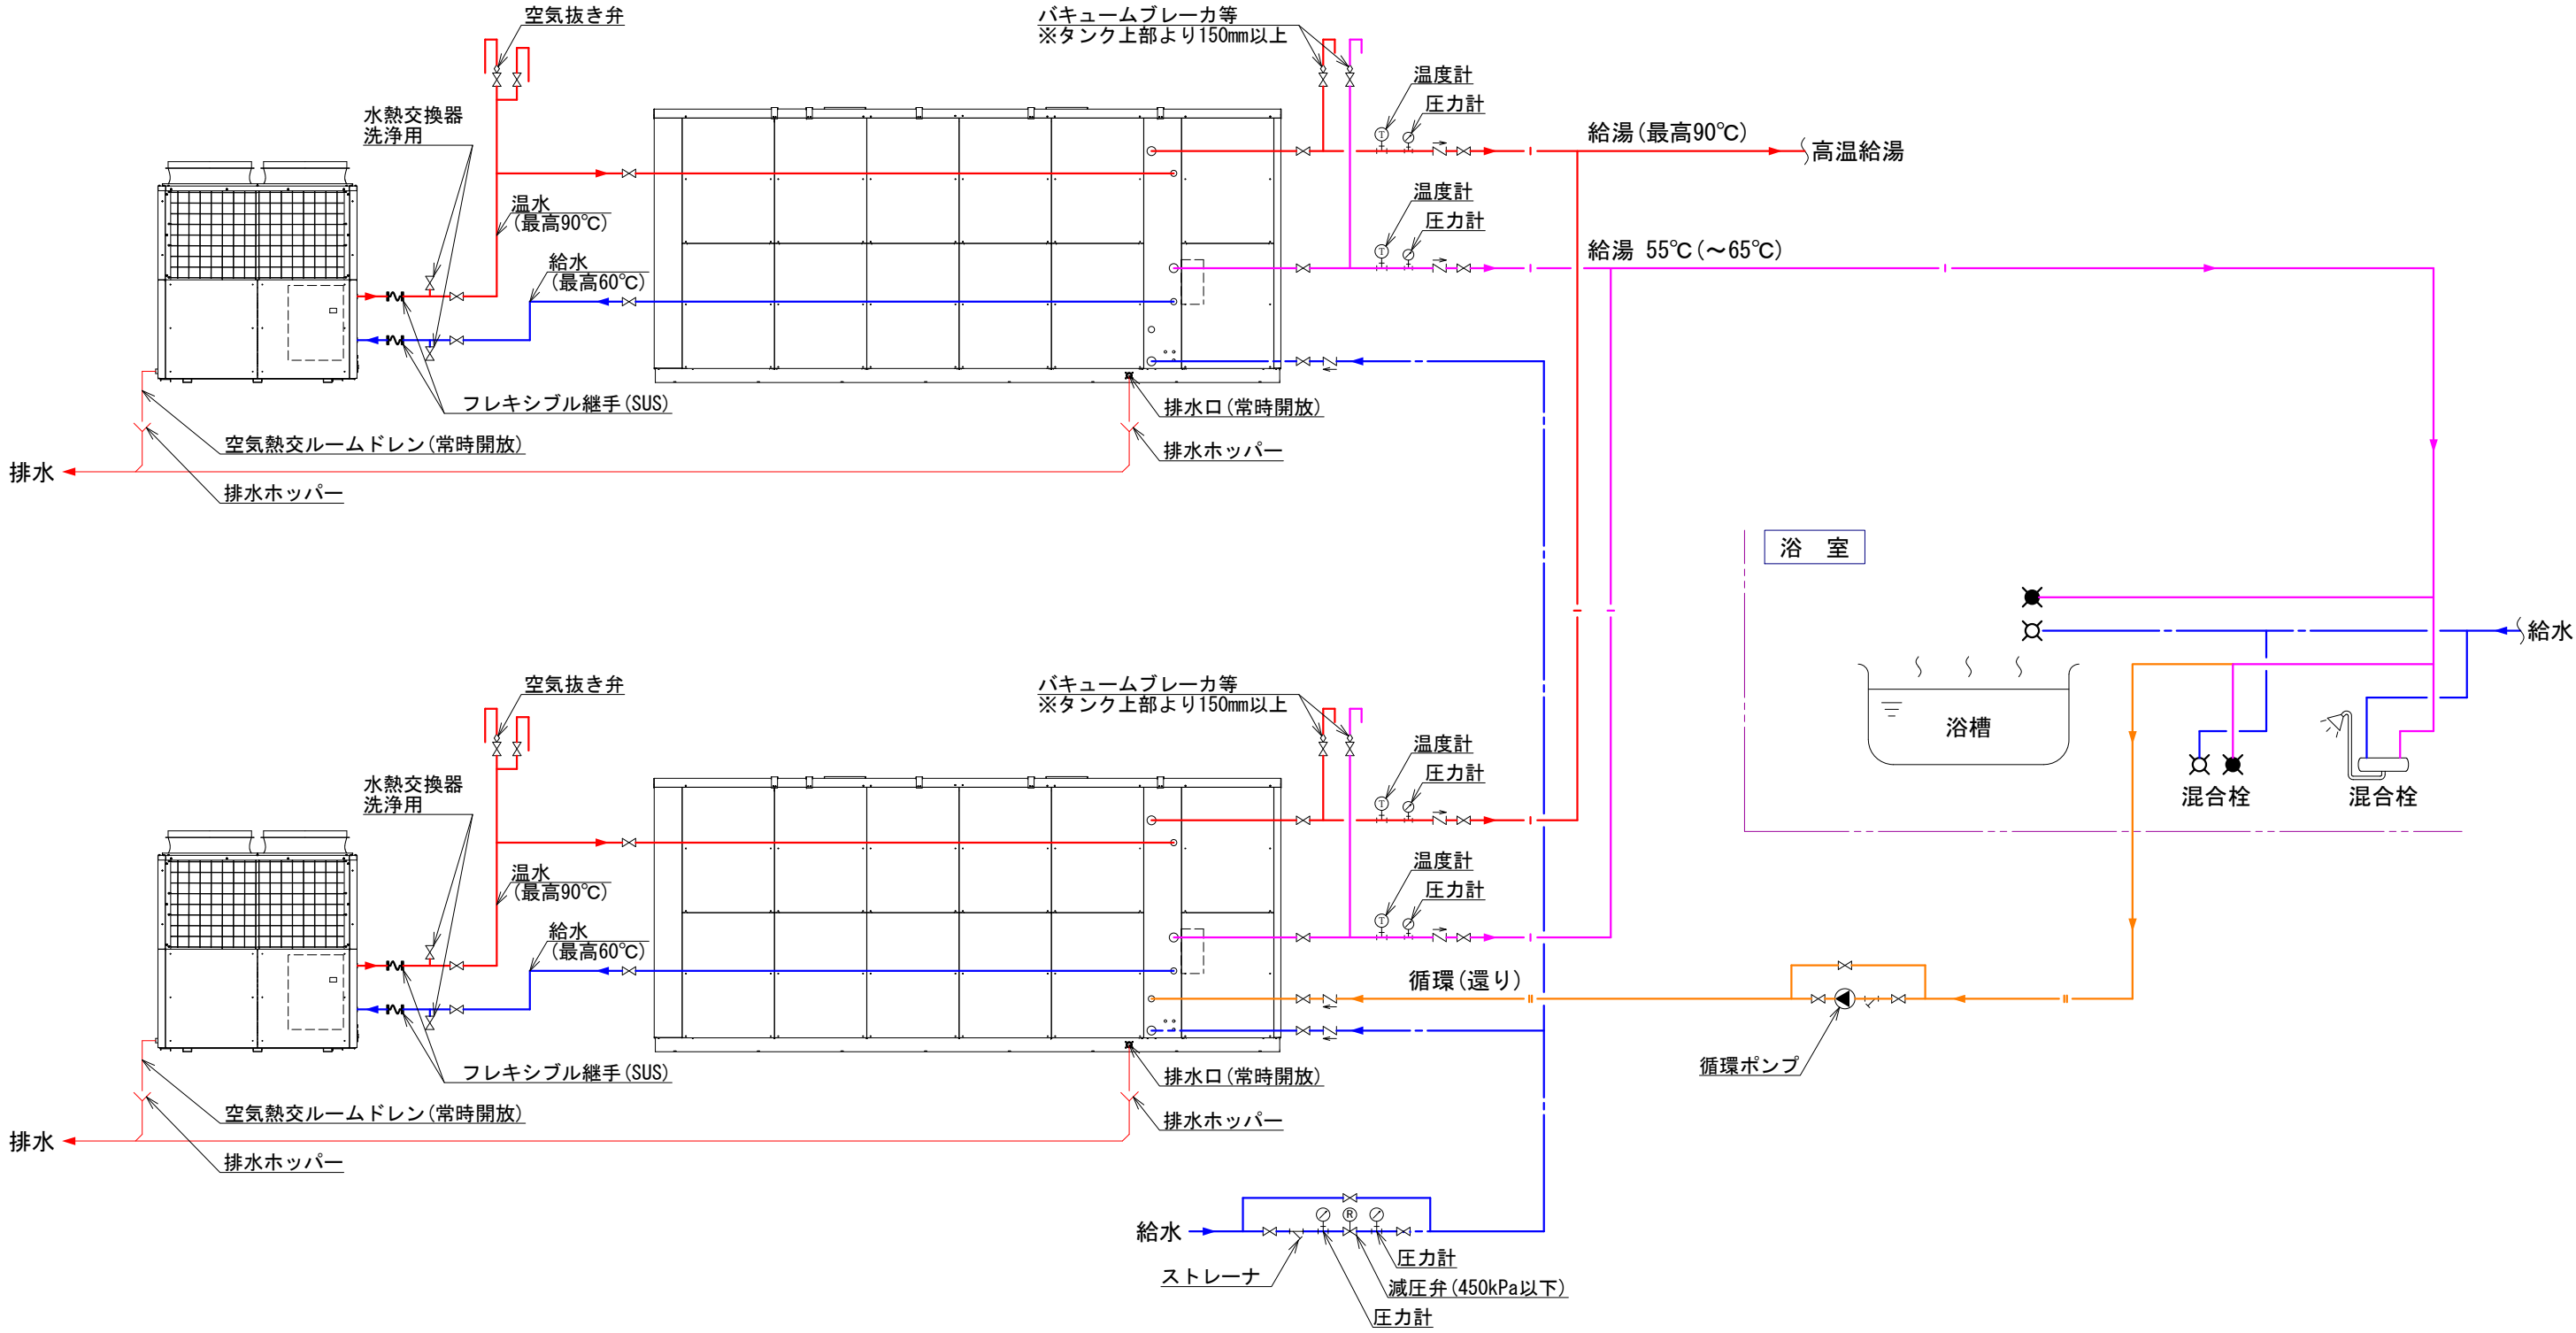 空気抜き弁
バキュームブレーカ等
※タンク上部より150mm以上
温度計
圧力計
水熱交換器
洗浄用
給湯(最高90℃)
高温給湯
温水
(最高90℃)
温度計
圧力計
給水
(最高60℃)
給湯 55℃(～65℃)
フレキシブル継手(SUS)
排水口(常時開放)
空気熱交ルームドレン(常時開放)
排水ホッパー
排水
排水ホッパー
浴 室
給水
浴槽
混合栓
混合栓
空気抜き弁
バキュームブレーカ等
※タンク上部より150mm以上
温度計
圧力計
水熱交換器
洗浄用
温水
(最高90℃)
温度計
圧力計
給水
(最高60℃)
循環(還り)
循環ポンプ
フレキシブル継手(SUS)
排水口(常時開放)
空気熱交ルームドレン(常時開放)
排水ホッパー
排水
排水ホッパー
給水
R
圧力計
ストレーナ
減圧弁(450kPa以下)
圧力計
T
T
T
T